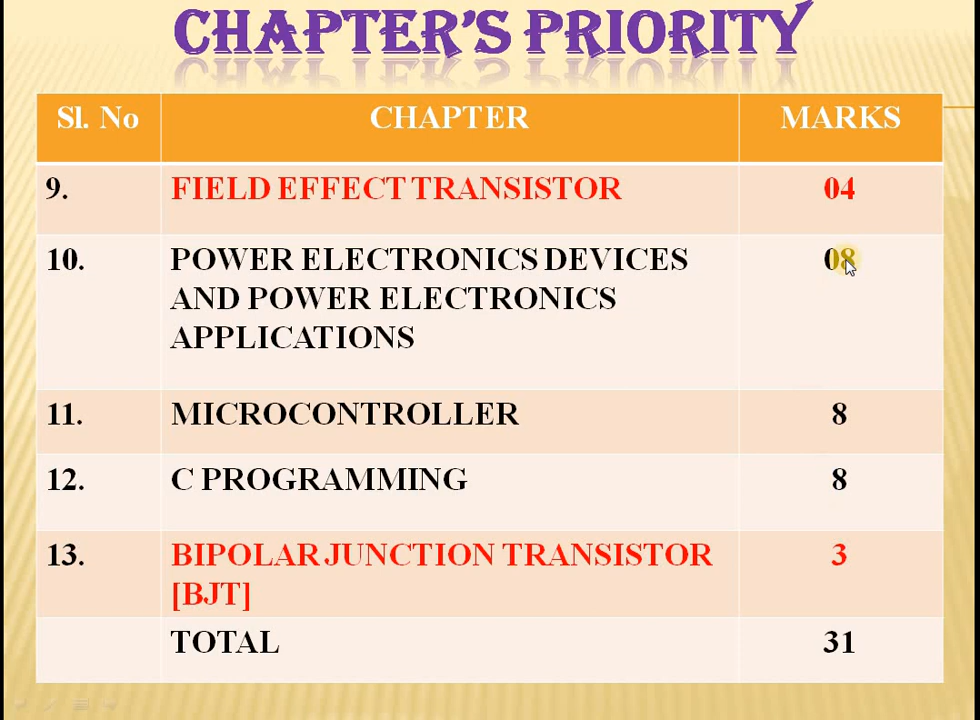 CHAPTER'S PRIORITY
Sl. No CHAPTER MARKS
9. FIELD EFFECT TRANSISTOR 04
10. POWER ELECTRONICS DEVICES 08
AND POWER ELECTRONICS
APPLICATIONS
11. MICROCONTROLLER 8
12. C PROGRAMMING 8
13. BIPOLAR JUNCTION TRANSISTOR 3
[BJT]
TOTAL 31